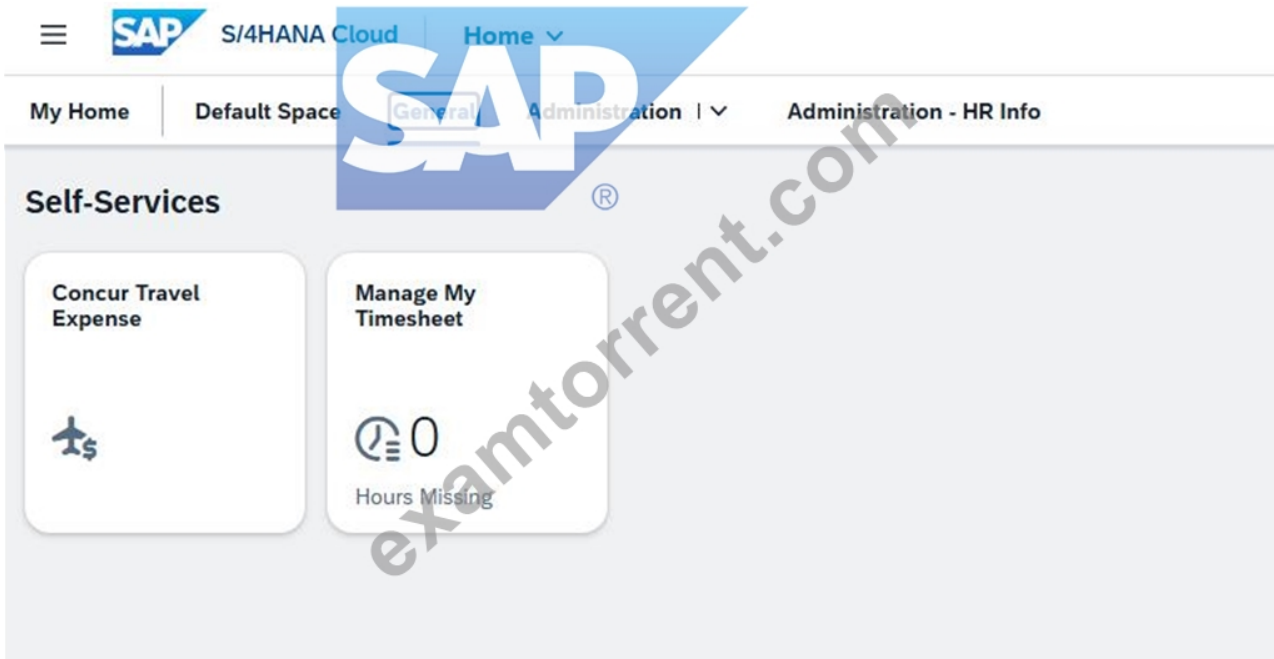 SAP S/4HANA Cloud Home
My Home Default Space General Administration Administration - HR Info
SAP
®
Self-Services
Concur Travel
Expense
Manage My
Timesheet
0
Hours Missing
examtorrent.com